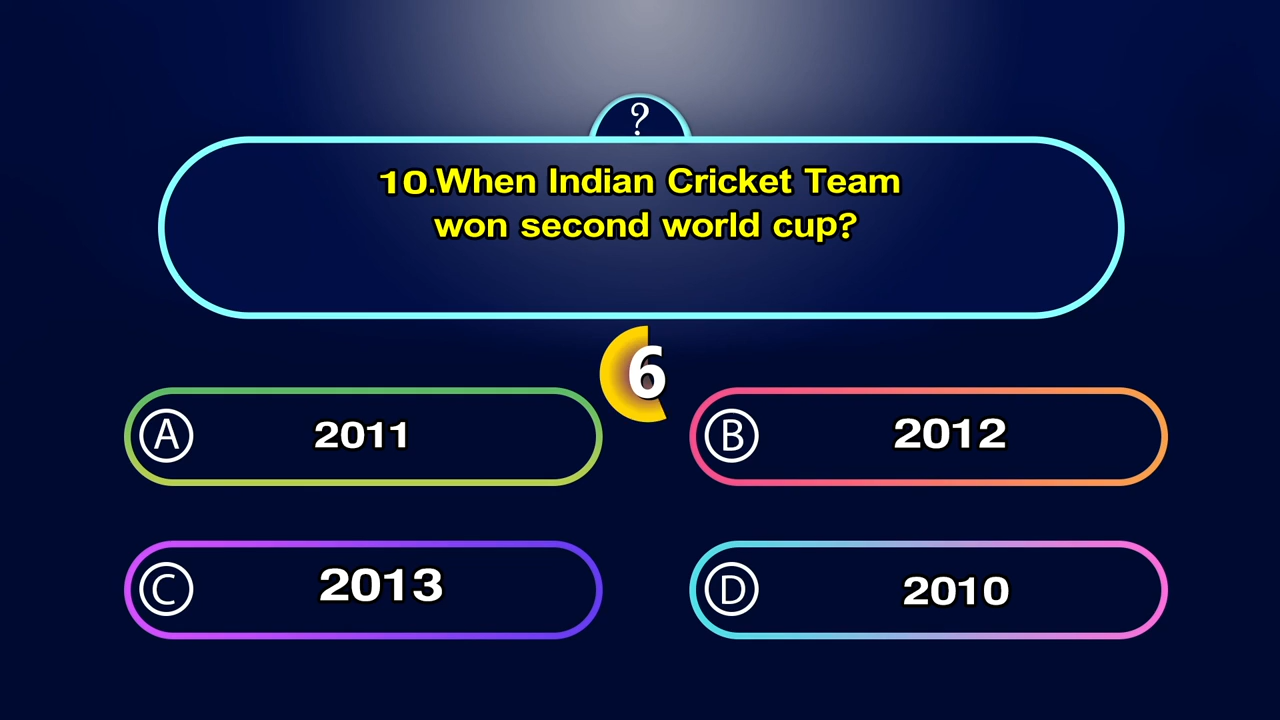 ?
10.When Indian Cricket Team
won second world cup?
6
A 2011
B 2012
C 2013
D 2010